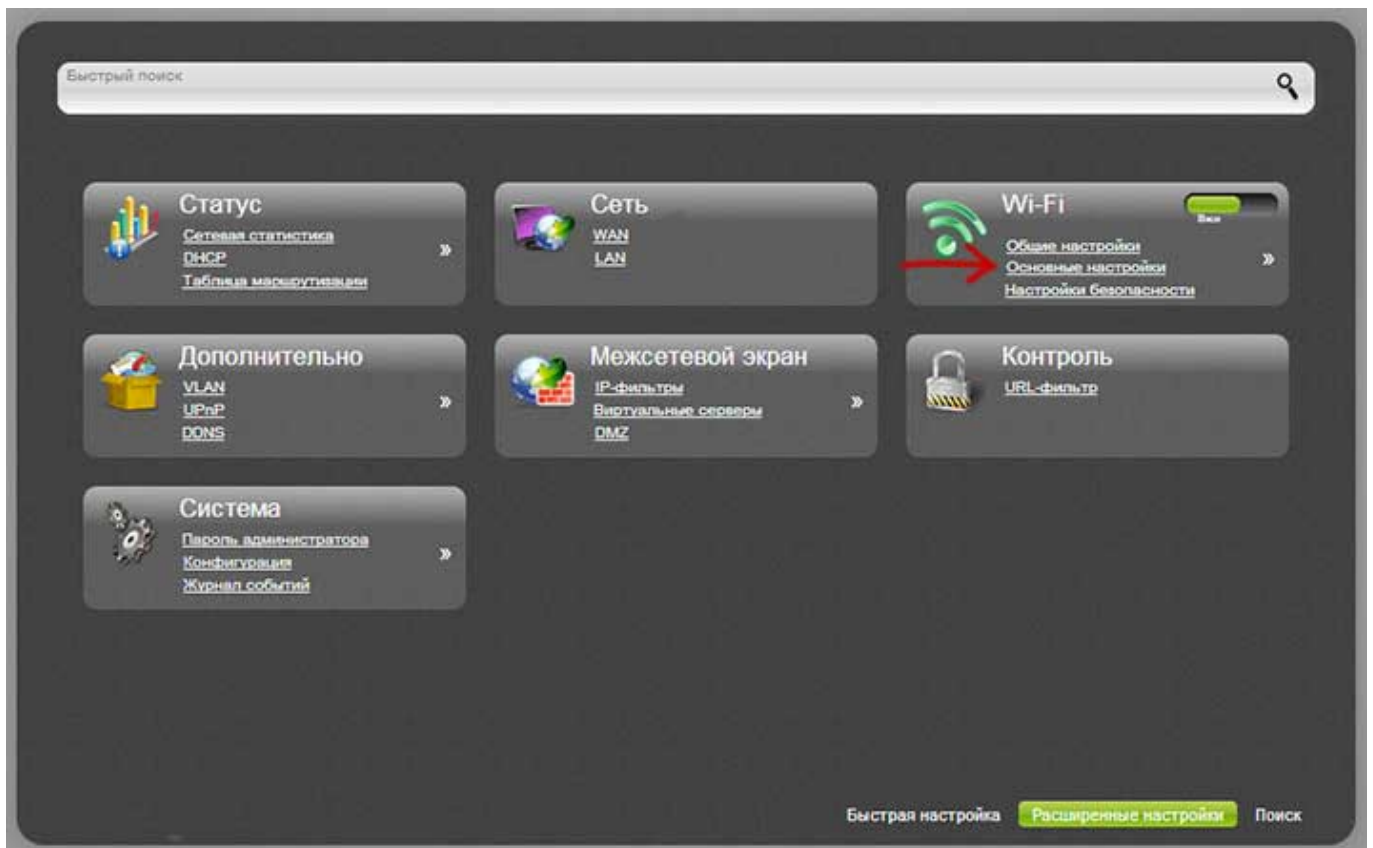 Быстрый поиск
Статус
Сетевая статистика
DHCP
Таблица маршрутизации
Сеть
WAN
LAN
Wi-Fi
Вкл
Общие настройки
Основные настройки
Настройки безопасности
Дополнительно
VLAN
UPnP
DDNS
Межсетевой экран
IP-фильтры
Виртуальные серверы
DMZ
Контроль
URL-фильтр
Система
Пароль администратора
Конфигурация
Журнал событий
Быстрая настройка Расширенные настройки Поиск